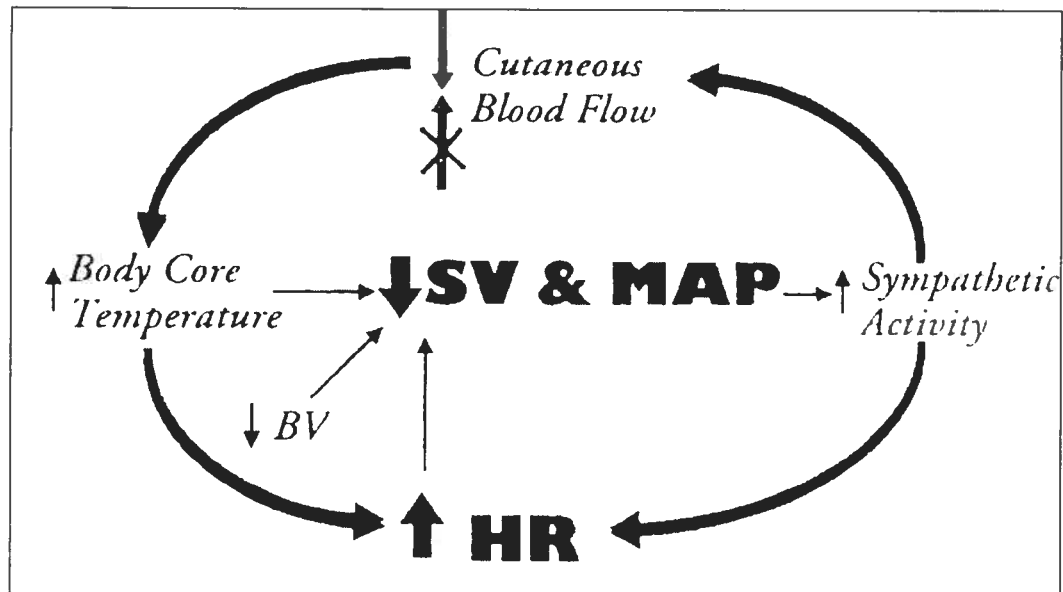 Cutaneous
Blood Flow
↑ Body Core
Temperature
↓ SV & MAP
↑ Sympathetic
Activity
↓ BV
↑ HR